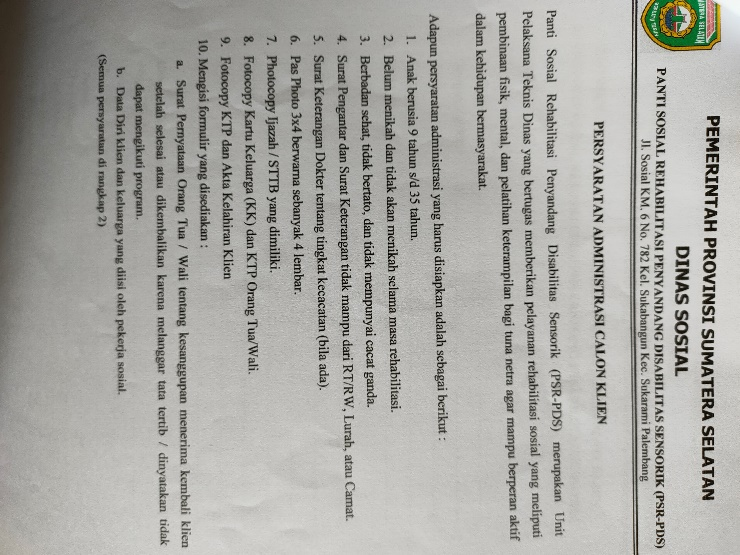 PEMERINTAH PROVINSI SUMATERA SELATAN
DINAS SOSIAL
PANTI SOSIAL REHABILITASI PENYANDANG DISABILITAS SENSORIK (PSR-PDS)
Jl. Sosial KM. 6 No. 782 Kel. Sukabangun Kec. Sukarami Palembang
PERSYARATAN ADMINISTRASI CALON KLIEN
Panti Sosial Rehabilitasi Penyandang Disabilitas Sensorik (PSR-PDS) merupakan Unit
Pelaksana Teknis Dinas yang bertugas memberikan pelayanan rehabilitasi sosial yang meliputi
pembinaan fisik, mental, dan pelatihan keterampilan bagi tuna netra agar mampu berperan aktif
dalam kehidupan bermasyarakat.
Adapun persyaratan administrasi yang harus disiapkan adalah sebagai berikut :
1. Anak berusia 9 tahun s/d 35 tahun.
2. Belum menikah dan tidak akan menikah selama masa rehabilitasi.
3. Berbadan sehat, tidak bertato, dan tidak mempunyai cacat ganda.
4. Surat Pengantar dan Surat Keterangan tidak mampu dari RT/RW, Lurah, atau Camat.
5. Surat Keterangan Dokter tentang tingkat kecacatan (bila ada).
6. Pas Photo 3x4 berwarna sebanyak 4 lembar.
7. Photocopy Ijazah / STTB yang dimiliki.
8. Fotocopy Kartu Keluarga (KK) dan KTP Orang Tua/Wali.
9. Fotocopy KTP dan Akta Kelahiran Klien
10. Mengisi formulir yang disediakan :
a. Surat Pernyataan Orang Tua / Wali tentang kesanggupan menerima kembali klien
setelah selesai atau dikembalikan karena melanggar tata tertib / dinyatakan tidak
dapat mengikuti program.
b. Data Diri klien dan keluarga yang diisi oleh pekerja sosial.
(Semua persyaratan di rangkap 2)